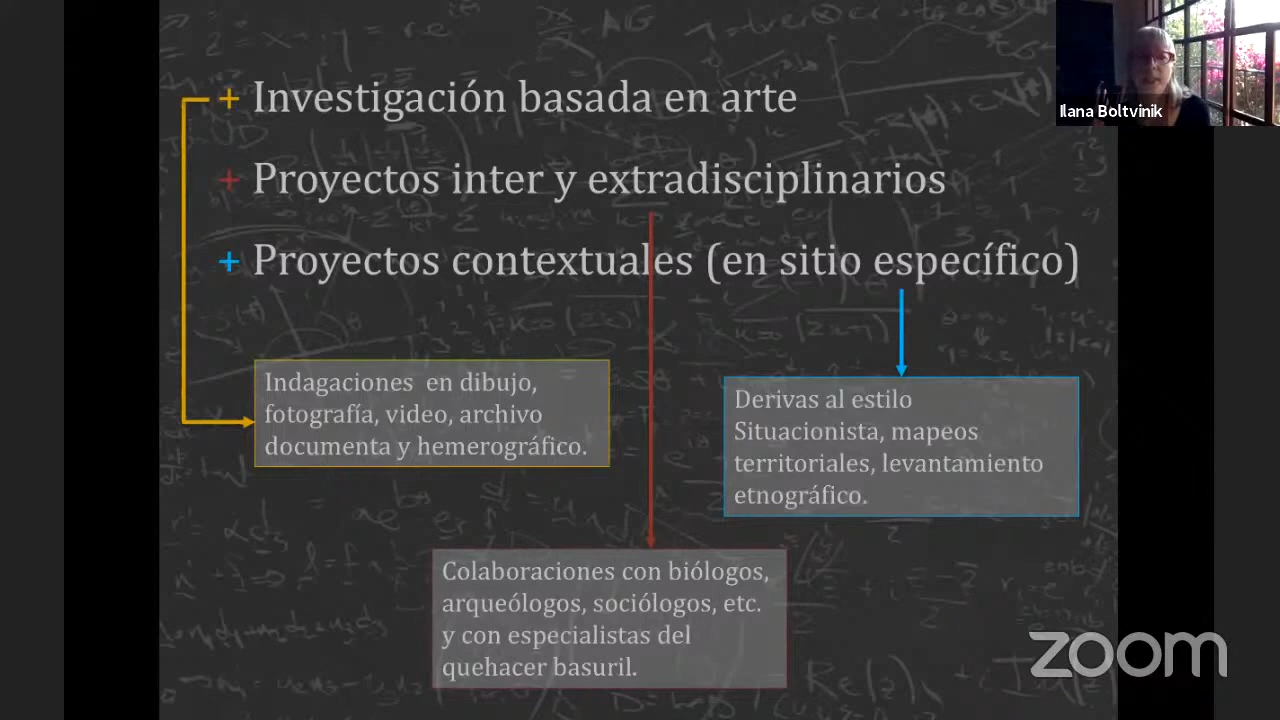 + Investigación basada en arte
+ Proyectos inter y extradisciplinarios
+ Proyectos contextuales (en sitio específico)
Indagaciones en dibujo,
fotografía, video, archivo
documenta y hemerográfico.
Derivas al estilo
Situacionista, mapeos
territoriales, levantamiento
etnográfico.
Colaboraciones con biólogos,
arqueólogos, sociólogos, etc.
y con especialistas del
quehacer basuril.
Ilana Boltvinik
zoom